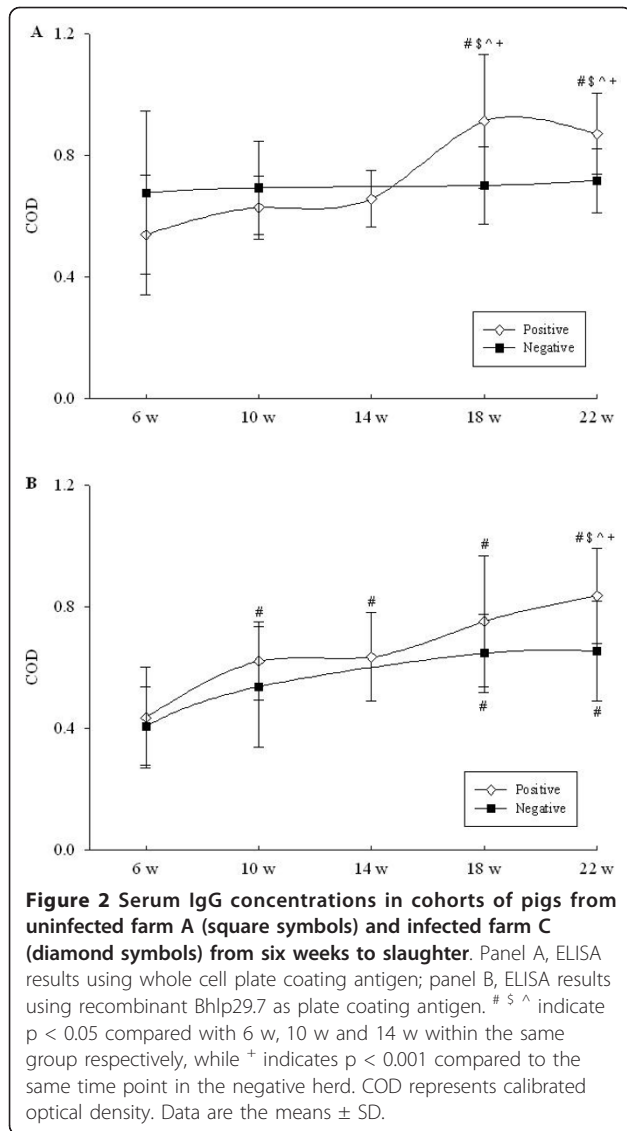 A
1.2
# $ ^ +
# $ ^ +
0.8
COD
0.4
Positive
Negative
0.0
6 w 10 w 14 w 18 w 22 w
B
1.2
# $ ^ +
#
#
#
0.8
COD
#
#
0.4
Positive
Negative
0.0
6 w 10 w 14 w 18 w 22 w
Figure 2 Serum IgG concentrations in cohorts of pigs from
uninfected farm A (square symbols) and infected farm C
(diamond symbols) from six weeks to slaughter. Panel A, ELISA
results using whole cell plate coating antigen; panel B, ELISA results
using recombinant Bhlp29.7 as plate coating antigen. # $ ^ indicate
p < 0.05 compared with 6 w, 10 w and 14 w within the same
group respectively, while + indicates p < 0.001 compared to the
same time point in the negative herd. COD represents calibrated
optical density. Data are the means ± SD.